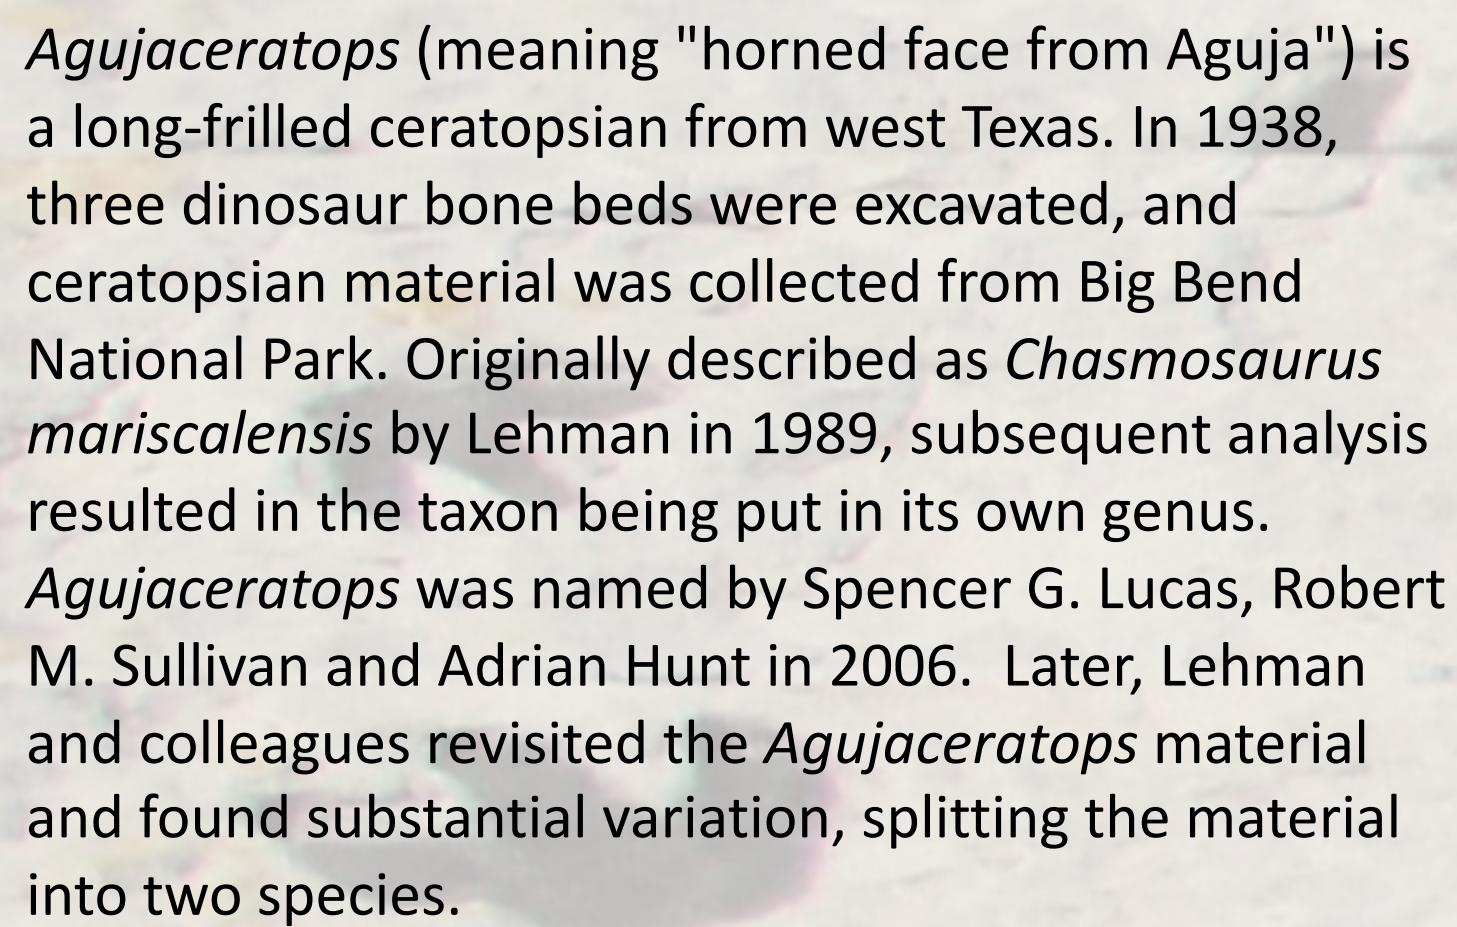 Agujaceratops (meaning "horned face from Aguja") is
a long-frilled ceratopsian from west Texas. In 1938,
three dinosaur bone beds were excavated, and
ceratopsian material was collected from Big Bend
National Park. Originally described as Chasmosaurus
mariscalensis by Lehman in 1989, subsequent analysis
resulted in the taxon being put in its own genus.
Agujaceratops was named by Spencer G. Lucas, Robert
M. Sullivan and Adrian Hunt in 2006.  Later, Lehman
and colleagues revisited the Agujaceratops material
and found substantial variation, splitting the material
into two species.